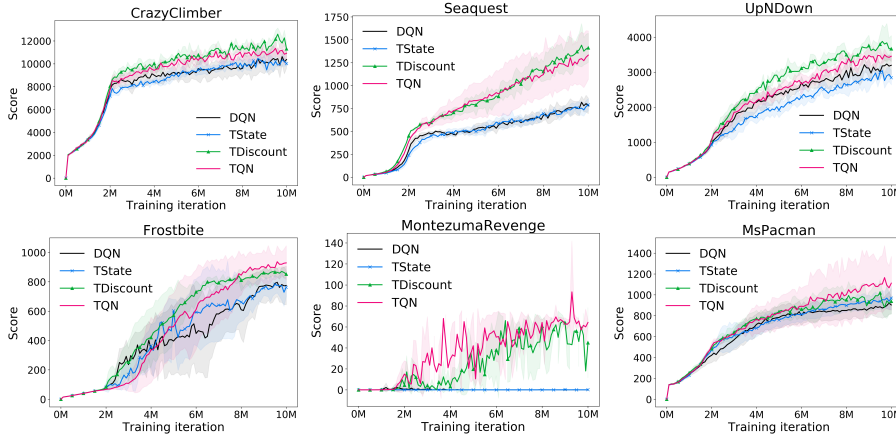 CrazyClimber
12000
10000
8000
6000
4000
2000
0
Score
DQN
TState
TDiscount
TQN
0M 2M 4M 6M 8M 10M
Training iteration
Seaquest
1750
1500
1250
1000
750
500
250
0
Score
DQN
TState
TDiscount
TQN
0M 2M 4M 6M 8M 10M
Training iteration
UpNDown
4000
3000
2000
1000
0
Score
DQN
TState
TDiscount
TQN
0M 2M 4M 6M 8M 10M
Training iteration
Frostbite
1000
800
600
400
200
0
Score
DQN
TState
TDiscount
TQN
0M 2M 4M 6M 8M 10M
Training iteration
MontezumaRevenge
140
120
100
80
60
40
20
0
Score
DQN
TState
TDiscount
TQN
0M 2M 4M 6M 8M 10M
Training iteration
MsPacman
1400
1200
1000
800
600
400
200
0
Score
DQN
TState
TDiscount
TQN
0M 2M 4M 6M 8M 10M
Training iteration